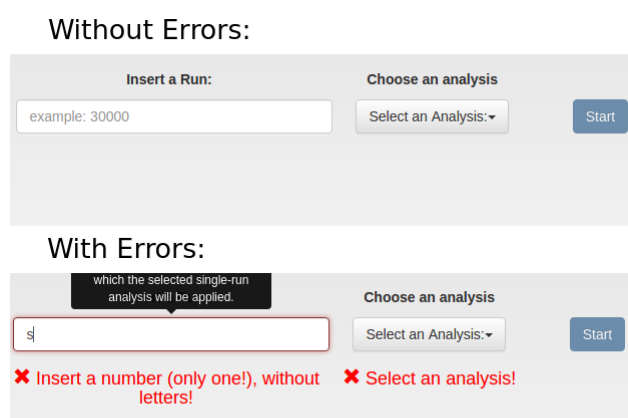 Without Errors:
Insert a Run: Choose an analysis
example: 30000 Select an Analysis: Start
With Errors:
which the selected single-run
analysis will be applied.
Choose an analysis
s Select an Analysis: Start
✖ Insert a number (only one!), without ✖ Select an analysis!
letters!